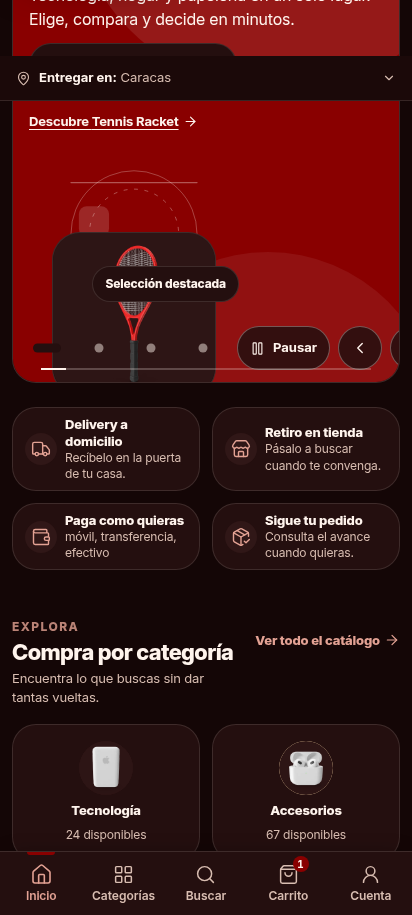 Elige, compara y decide en minutos.
Entregar en: Caracas
Descubre Tennis Racket
Selección destacada
Pausar
Delivery a
domicilio
Recíbelo en la puerta
de tu casa.
Retiro en tienda
Pásalo a buscar
cuando te convenga.
Paga como quieras
móvil, transferencia,
efectivo
Sigue tu pedido
Consulta el avance
cuando quieras.
EXPLORA
Compra por categoría
Ver todo el catálogo
Encuentra lo que buscas sin dar
tantas vueltas.
Tecnología
24 disponibles
Accesorios
67 disponibles
1
Inicio
Categorías
Buscar
Carrito
Cuenta